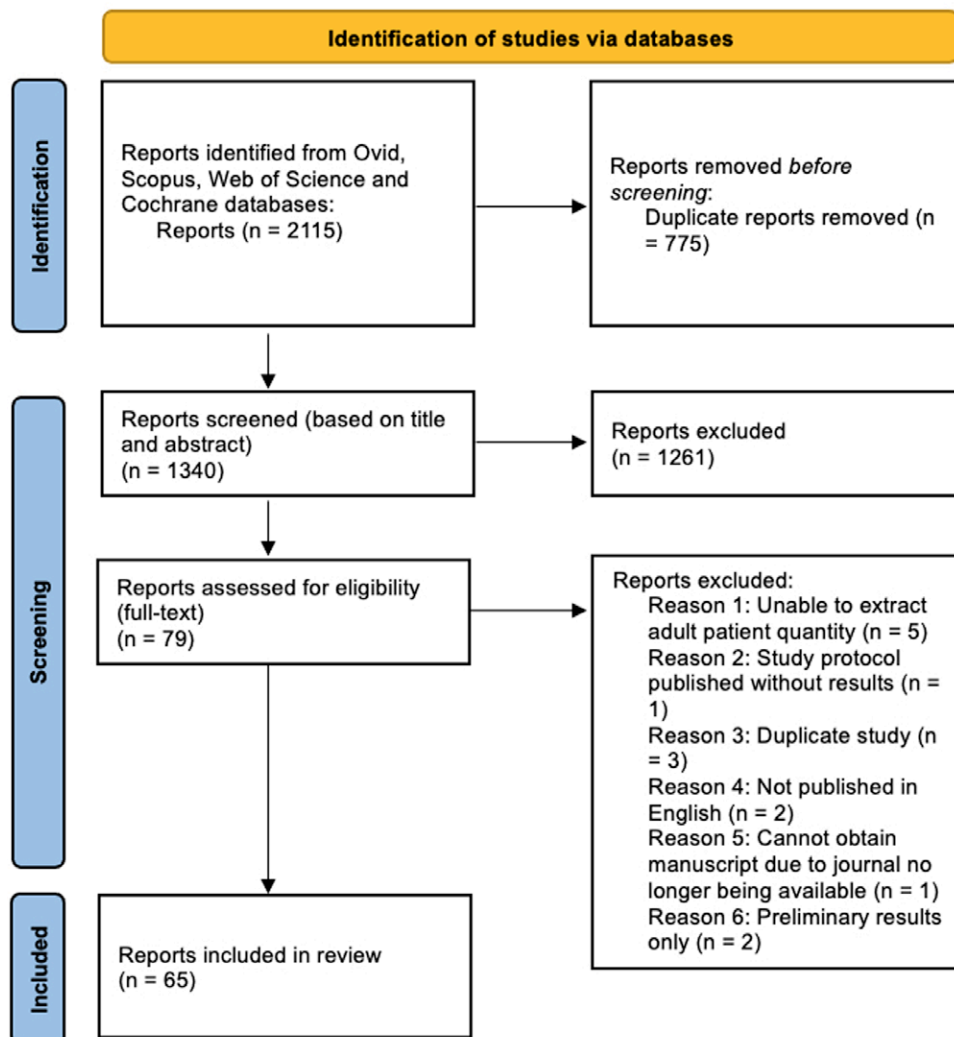 Identification of studies via databases
Identification
Reports identified from Ovid,
Scopus, Web of Science and
Cochrane databases:
Reports (n = 2115)
Reports removed before
screening:
Duplicate reports removed (n
= 775)
Screening
Reports screened (based on title
and abstract)
(n = 1340)
Reports excluded
(n = 1261)
Reports assessed for eligibility
(full-text)
(n = 79)
Reports excluded:
Reason 1: Unable to extract
adult patient quantity (n = 5)
Reason 2: Study protocol
published without results (n =
1)
Reason 3: Duplicate study (n
= 3)
Reason 4: Not published in
English (n = 2)
Reason 5: Cannot obtain
manuscript due to journal no
longer being available (n = 1)
Reason 6: Preliminary results
only (n = 2)
Included
Reports included in review
(n = 65)